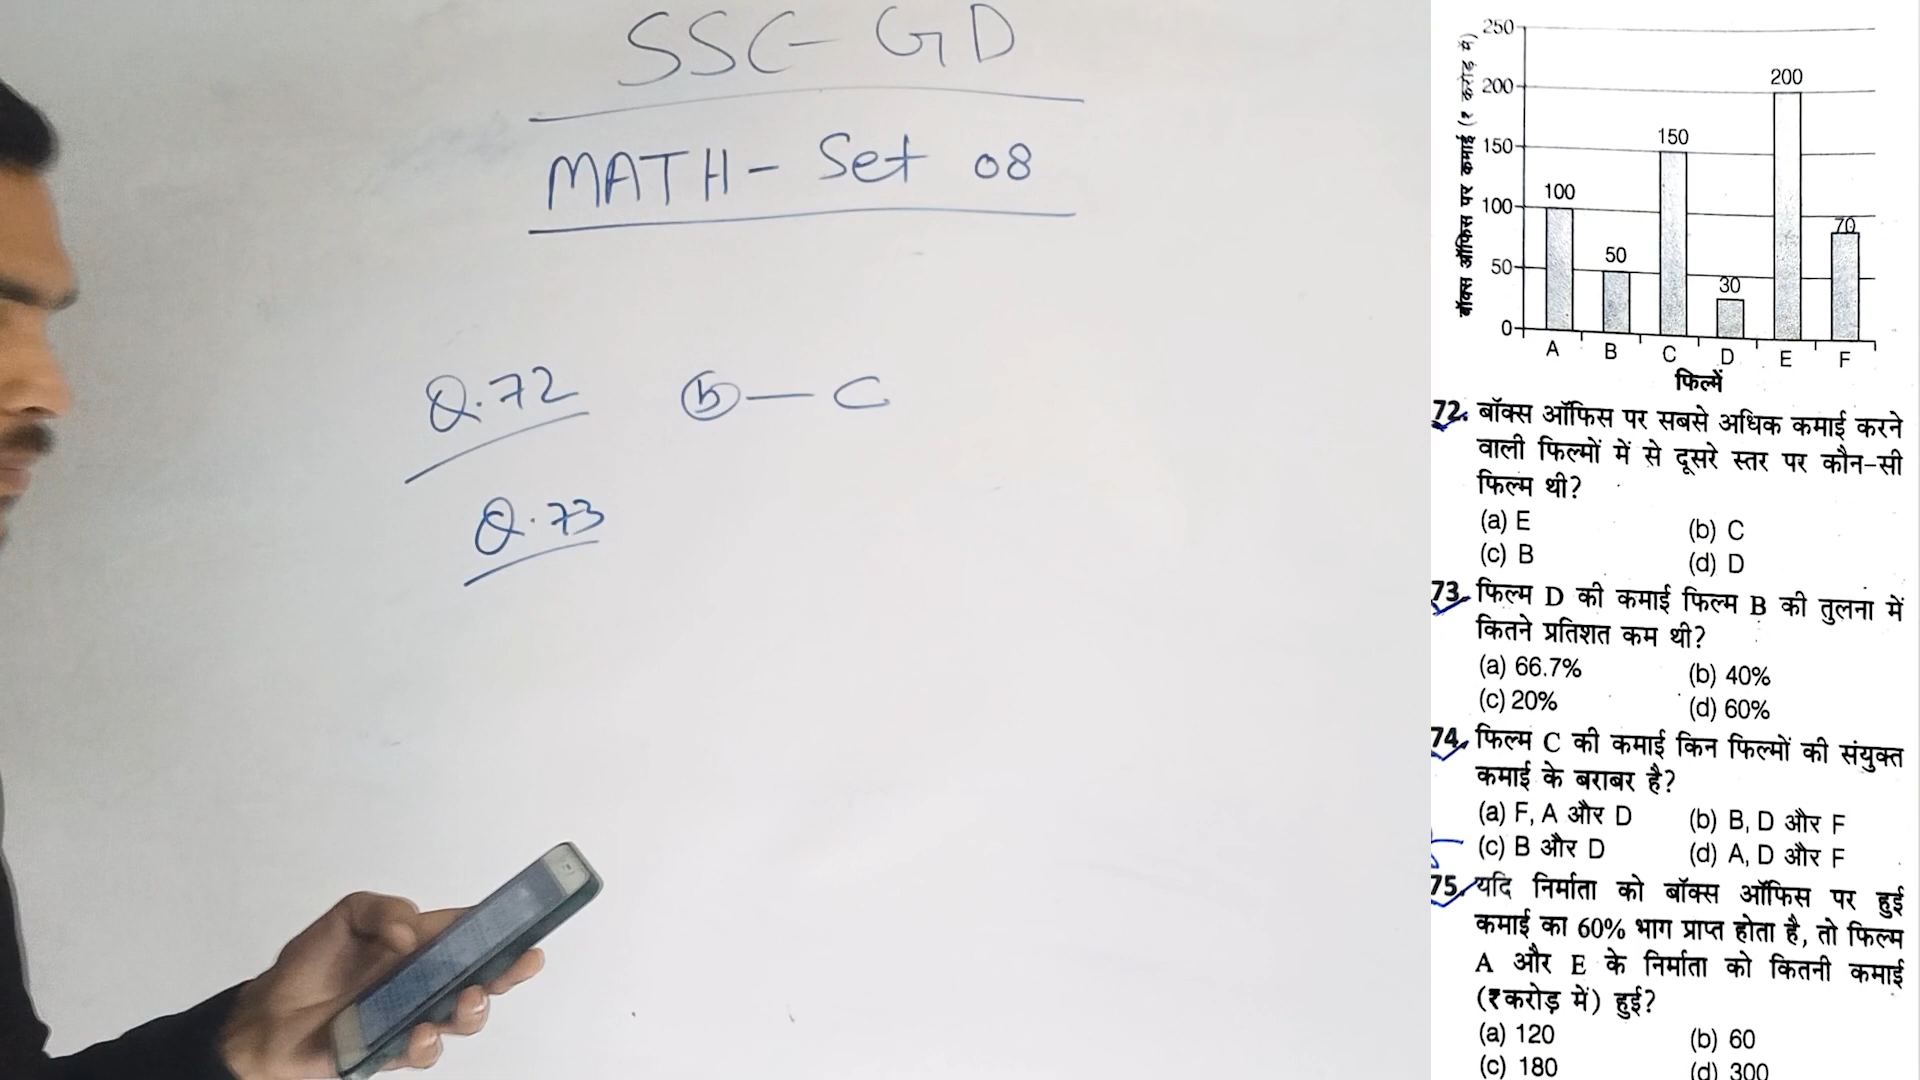 SSC-GD
MATH- Set 08
Q.72 (b) — C
Q.73
बॉक्स ऑफिस पर कमाई (₹ करोड़ में)
250
200
150
100
50
0
100
50
150
30
200
70
A B C D E F
फिल्में
72. बॉक्स ऑफिस पर सबसे अधिक कमाई करने
वाली फिल्मों में से दूसरे स्तर पर कौन-सी
फिल्म थी?
(a) E (b) C
(c) B (d) D
73. फिल्म D की कमाई फिल्म B की तुलना में
कितने प्रतिशत कम थी?
(a) 66.7% (b) 40%
(c) 20% (d) 60%
74. फिल्म C की कमाई किन फिल्मों की संयुक्त
कमाई के बराबर है?
(a) F, A और D (b) B, D और F
(c) B और D (d) A, D और F
75. यदि निर्माता को बॉक्स ऑफिस पर हुई
कमाई का 60% भाग प्राप्त होता है, तो फिल्म
A और E के निर्माता को कितनी कमाई
(₹करोड़ में) हुई?
(a) 120 (b) 60
(c) 180 (d) 300